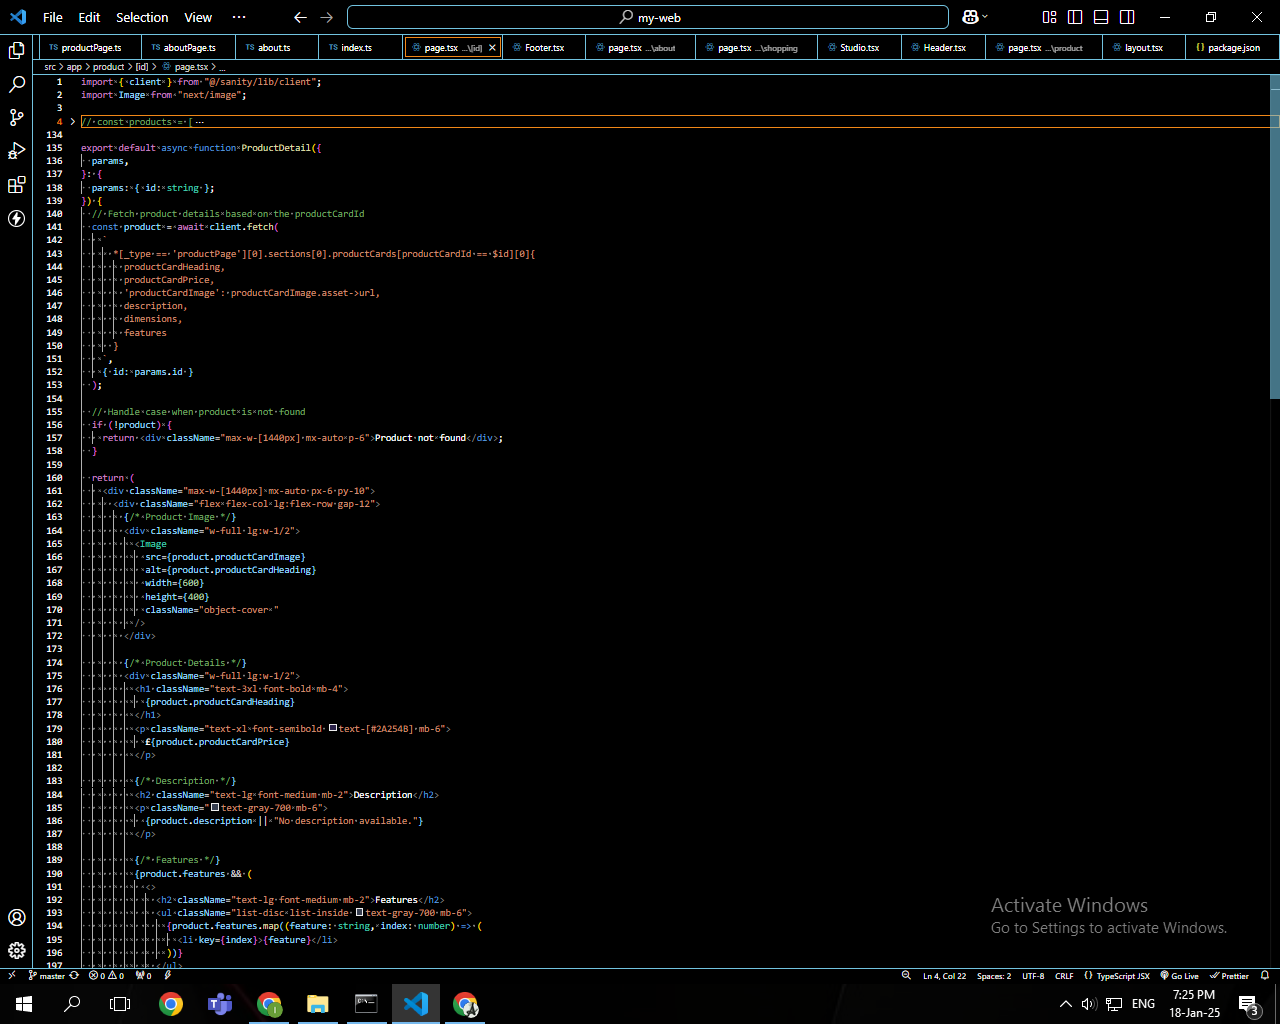 File Edit Selection View ··· my-web
TS productPage.ts TS aboutPage.ts TS about.ts TS index.ts page.tsx ...\[id] Footer.tsx page.tsx ...\about page.tsx ...\shopping Studio.tsx Header.tsx page.tsx ...\product layout.tsx {} package.json
src > app > product > [id] > page.tsx > ...
1 import { client } from "@/sanity/lib/client";
2 import Image from "next/image";
3
4 // const products = [ ···
134
135 export default async function ProductDetail({
136 params,
137 }: {
138 params: { id: string };
139 }) {
140 // Fetch product details based on the productCardId
141 const product = await client.fetch(
142 `
143 *[_type == 'productPage'][0].sections[0].productCards[productCardId == $id][0]{
144 productCardHeading,
145 productCardPrice,
146 'productCardImage': productCardImage.asset->url,
147 description,
148 dimensions,
149 features
150 }
151 `,
152 { id: params.id }
153 );
154
155 // Handle case when product is not found
156 if (!product) {
157 return <div className="max-w-[1440px] mx-auto p-6">Product not found</div>;
158 }
159
160 return (
161 <div className="max-w-[1440px] mx-auto px-6 py-10">
162 <div className="flex flex-col lg:flex-row gap-12">
163 {/* Product Image */}
164 <div className="w-full lg:w-1/2">
165 <Image
166 src={product.productCardImage}
167 alt={product.productCardHeading}
168 width={600}
169 height={400}
170 className="object-cover "
171 />
172 </div>
173
174 {/* Product Details */}
175 <div className="w-full lg:w-1/2">
176 <h1 className="text-3xl font-bold mb-4">
177 {product.productCardHeading}
178 </h1>
179 <p className="text-xl font-semibold text-[#2A254B] mb-6">
180 £{product.productCardPrice}
181 </p>
182
183 {/* Description */}
184 <h2 className="text-lg font-medium mb-2">Description</h2>
185 <p className="text-gray-700 mb-6">
186 {product.description || "No description available."}
187 </p>
188
189 {/* Features */}
190 {product.features && (
191 <>
192 <h2 className="text-lg font-medium mb-2">Features</h2>
193 <ul className="list-disc list-inside text-gray-700 mb-6">
194 {product.features.map((feature: string, index: number) => (
195 <li key={index}>{feature}</li>
196 ))}
197 </ul>
Activate Windows
Go to Settings to activate Windows.
master 0 0 0 Ln 4, Col 22 Spaces: 2 UTF-8 CRLF {} TypeScript JSX Go Live Prettier
ENG 7:25 PM
18-Jan-25 3